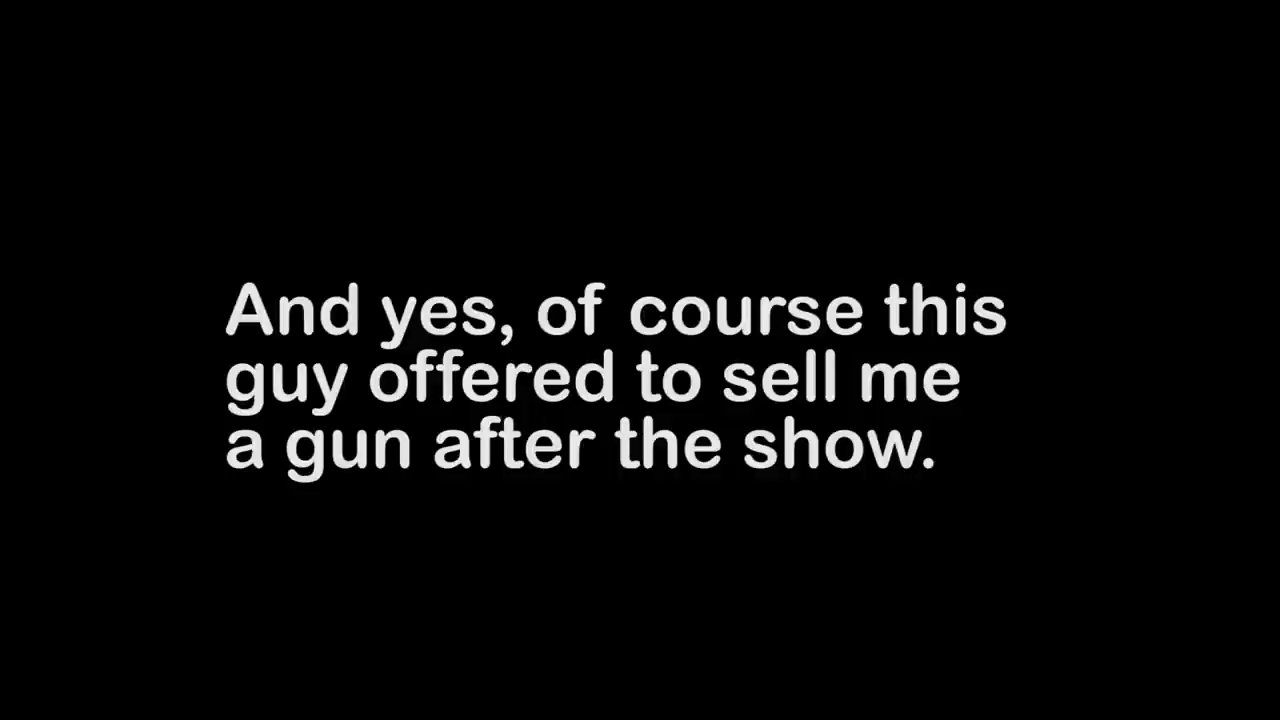 And yes, of course this
guy offered to sell me
a gun after the show.